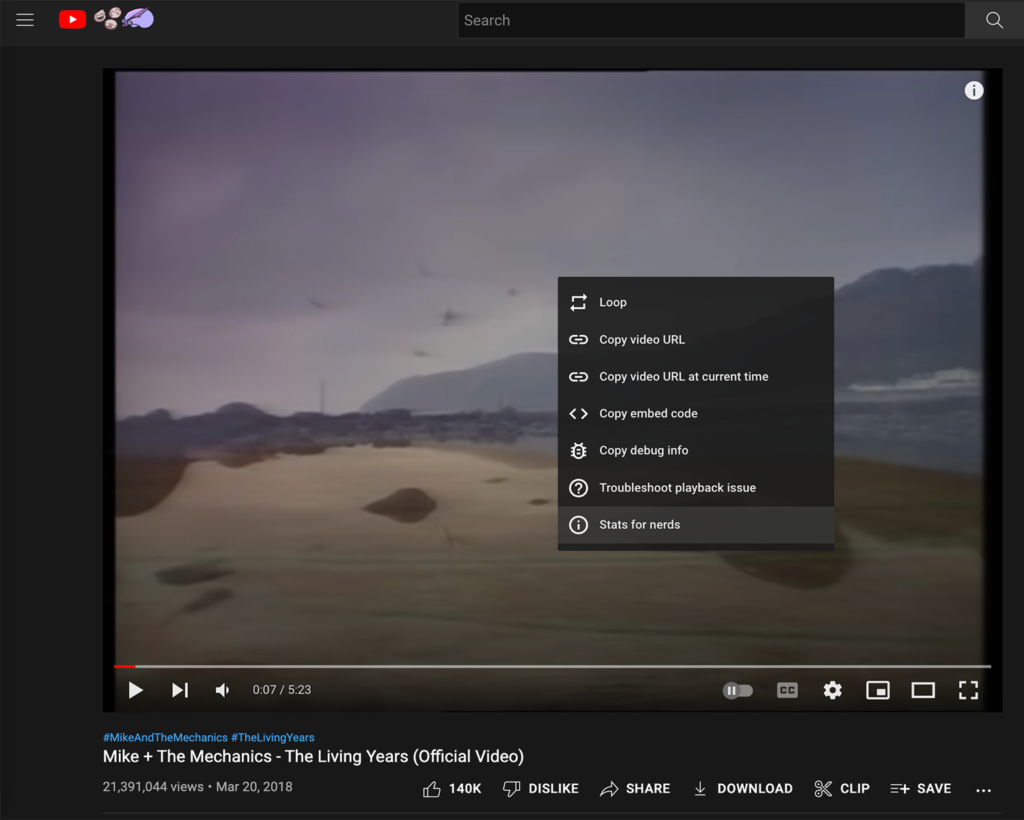 Search
Loop
Copy video URL
Copy video URL at current time
Copy embed code
Copy debug info
Troubleshoot playback issue
Stats for nerds
0:07 / 5:23
CC
#MikeAndTheMechanics #TheLivingYears
Mike + The Mechanics - The Living Years (Official Video)
21,391,044 views • Mar 20, 2018
140K DISLIKE SHARE DOWNLOAD CLIP SAVE